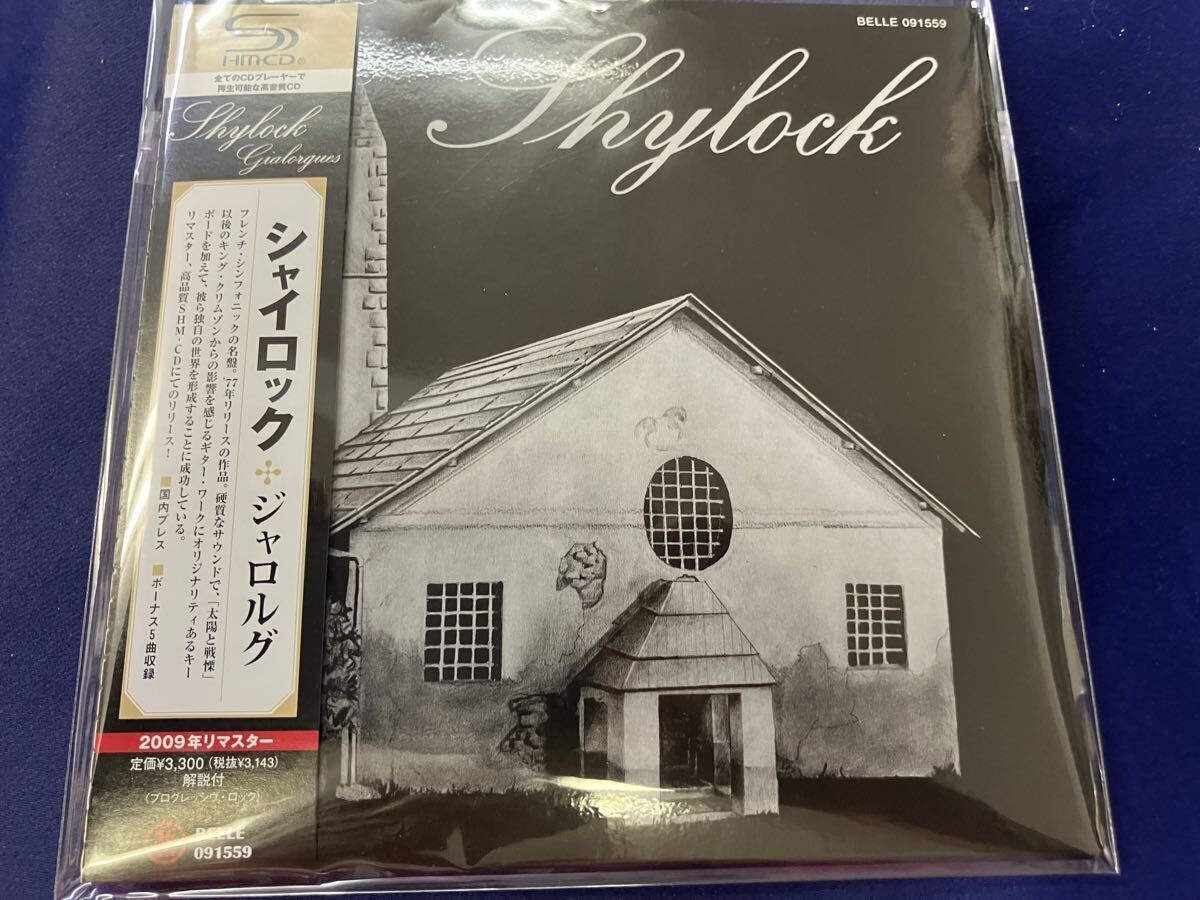 BELLE 091559
Shylock
HM-CD®
全てのCDプレーヤーで
再生可能な高音質CD
Shylock
Gialorgues
シャイロック✣ジャロルグ
フレンチ・シンフォニックの名盤。'77年リリースの作品。硬質なサウンドで、「太陽と戦慄」
以後のキング・クリムゾンからの影響を感じるギター・ワークにオリジナリティあるキー
ボードを加えて、彼ら独自の世界を形成することに成功している。
リマスター、高品質SHM-CDにてのリリース!
■国内プレス ■ボーナス5曲収録
2009年リマスター
定価¥3,300(税抜¥3,143)
解説付
(プログレッシヴ・ロック)
BELLE
091559